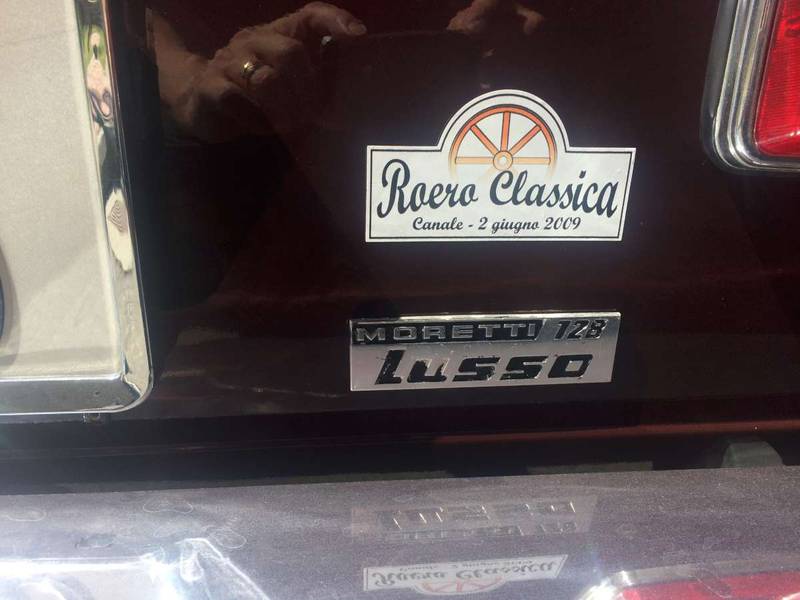 Roero Classica
Canale - 2 giugno 2009
MORETTI 128
Lusso